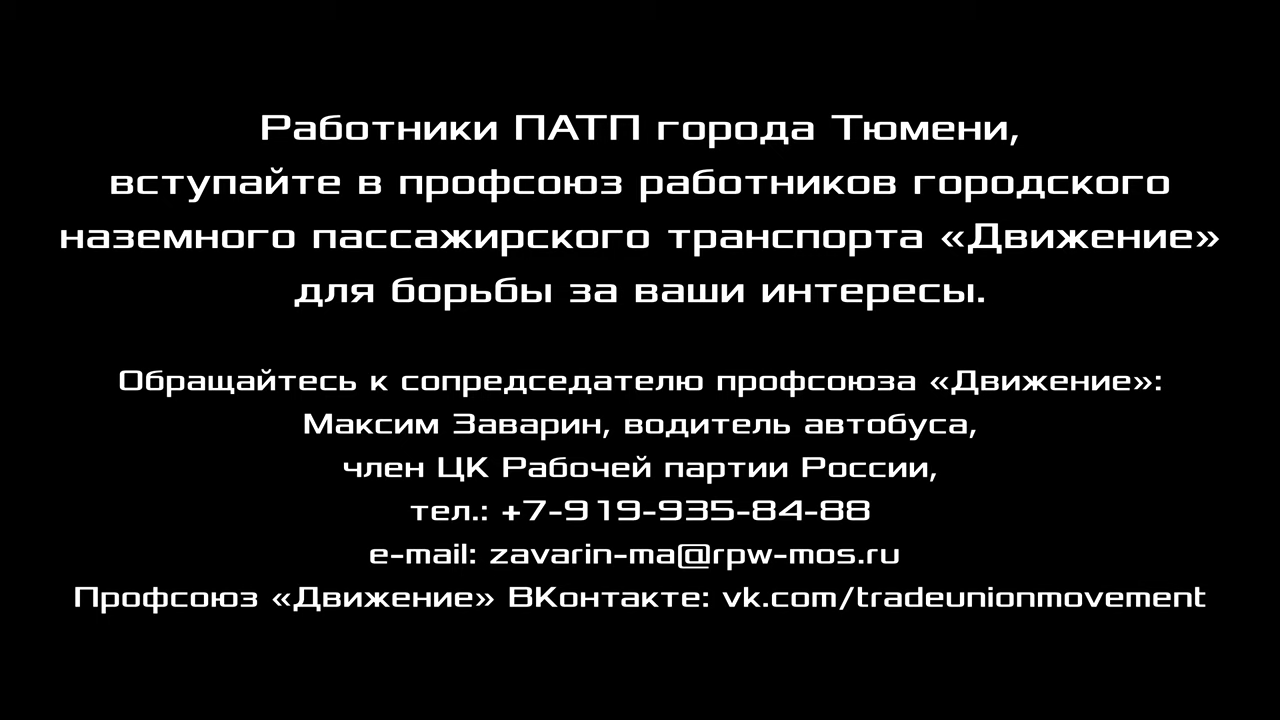 Работники ПАТП города Тюмени,
вступайте в профсоюз работников городского
наземного пассажирского транспорта «Движение»
для борьбы за ваши интересы.
Обращайтесь к сопредседателю профсоюза «Движение»:
Максим Заварин, водитель автобуса,
член ЦК Рабочей партии России,
тел.: +7-919-935-84-88
e-mail: zavarin-ma@rpw-mos.ru
Профсоюз «Движение» ВКонтакте: vk.com/tradeunionmovement